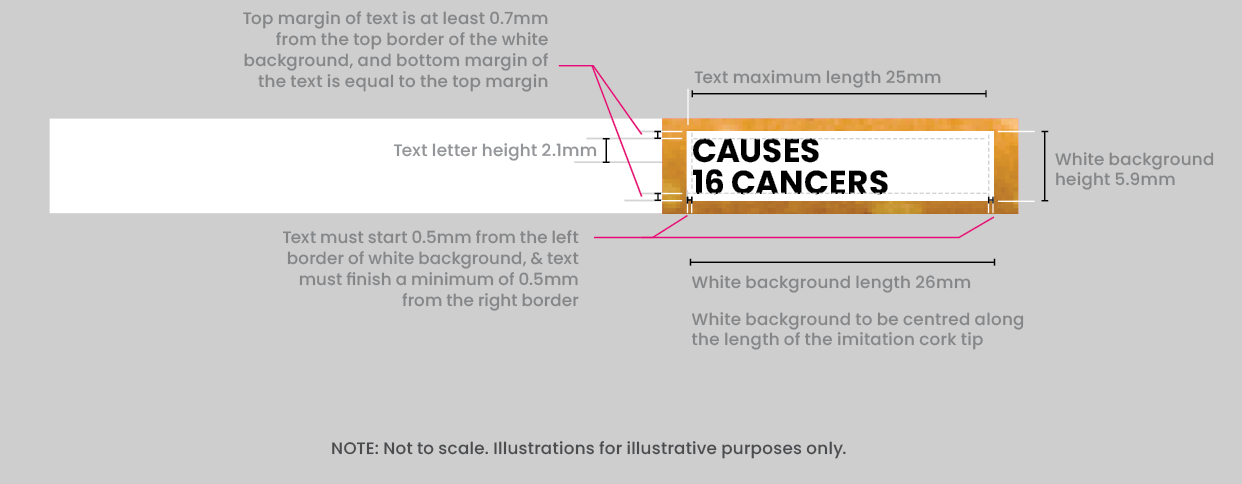 Top margin of text is at least 0.7mm
from the top border of the white
background, and bottom margin of
the text is equal to the top margin
Text maximum length 25mm
Text letter height 2.1mm
CAUSES
16 CANCERS
White background
height 5.9mm
Text must start 0.5mm from the left
border of white background, & text
must finish a minimum of 0.5mm
from the right border
White background length 26mm
White background to be centred along
the length of the imitation cork tip
NOTE: Not to scale. Illustrations for illustrative purposes only.